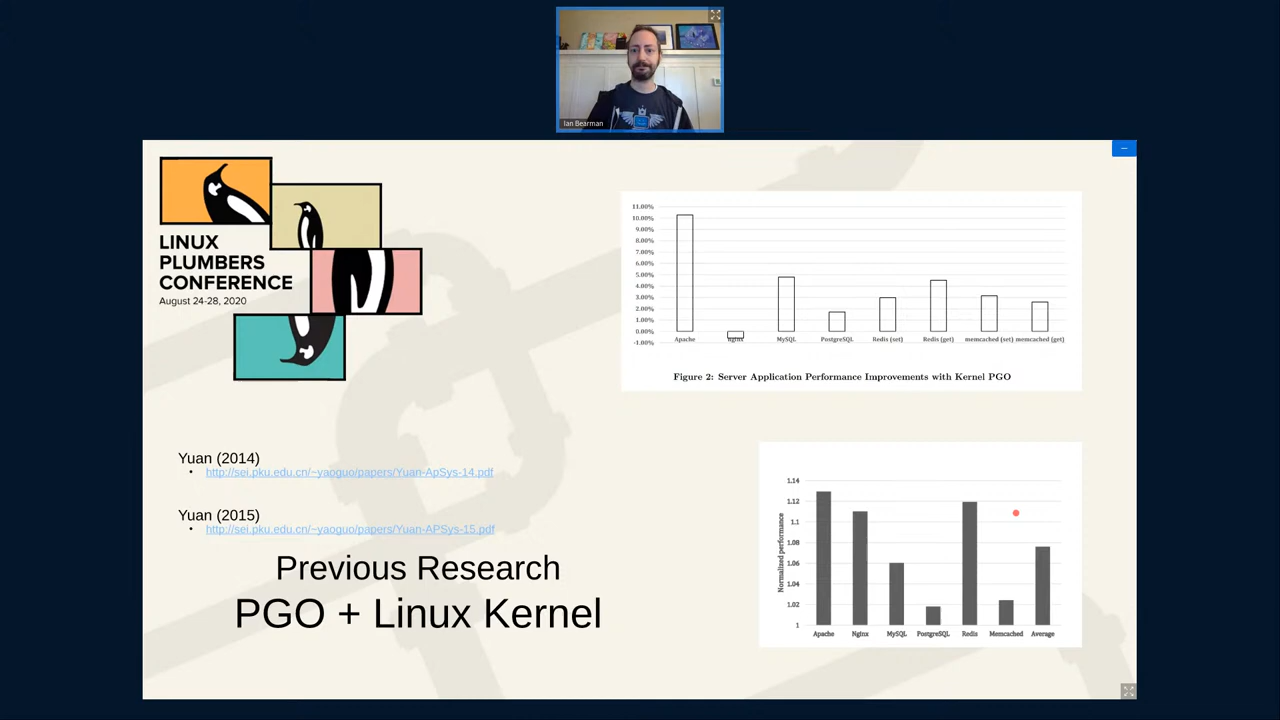 Ian Bearman
LINUX
PLUMBERS
CONFERENCE
August 24-28, 2020
11.00%
10.00%
9.00%
8.00%
7.00%
6.00%
5.00%
4.00%
3.00%
2.00%
1.00%
0.00%
-1.00%
Apache nginx MySQL PostgreSQL Redis (set) Redis (get) memcached (set) memcached (get)
Figure 2: Server Application Performance Improvements with Kernel PGO
Yuan (2014)
• http://sei.pku.edu.cn/~yaoguo/papers/Yuan-ApSys-14.pdf
Yuan (2015)
• http://sei.pku.edu.cn/~yaoguo/papers/Yuan-APSys-15.pdf
Previous Research
PGO + Linux Kernel
Normalized performance
1.14
1.12
1.1
1.08
1.06
1.04
1.02
1
Apache Nginx MySQL PostgreSQL Redis Memcached Average